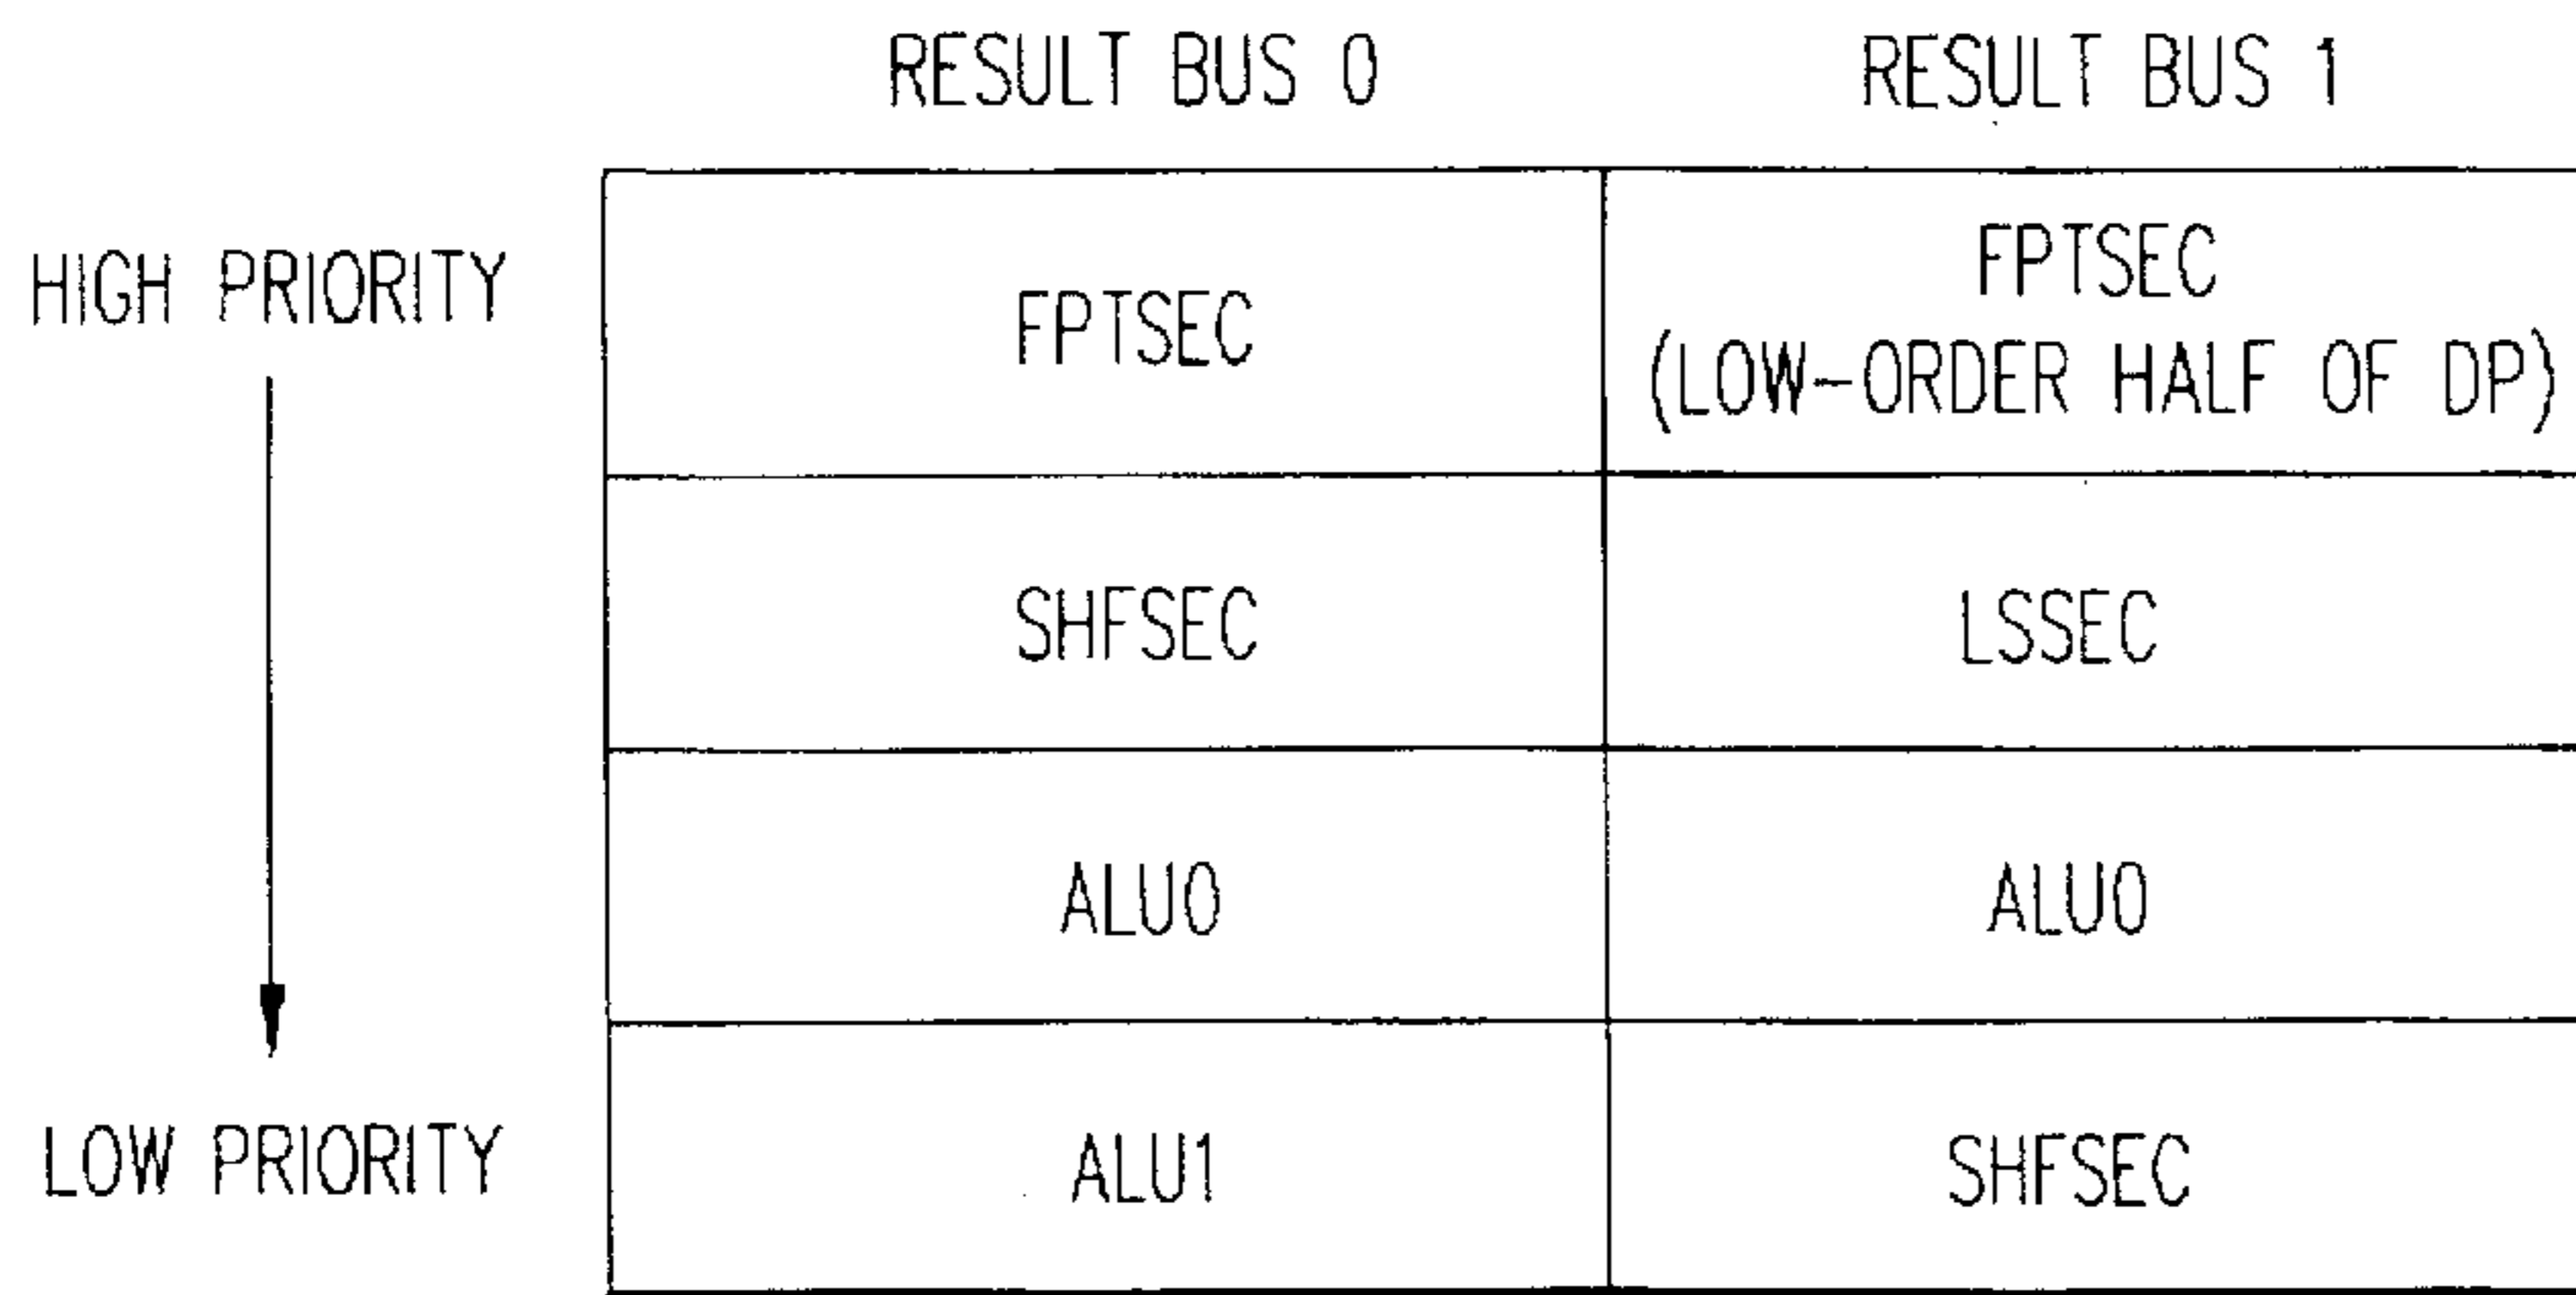 RESULT BUS 0 RESULT BUS 1
HIGH PRIORITY
FPTSEC
FPTSEC
(LOW-ORDER HALF OF DP)
SHFSEC LSSEC
ALU0 ALU0
LOW PRIORITY
ALU1 SHFSEC